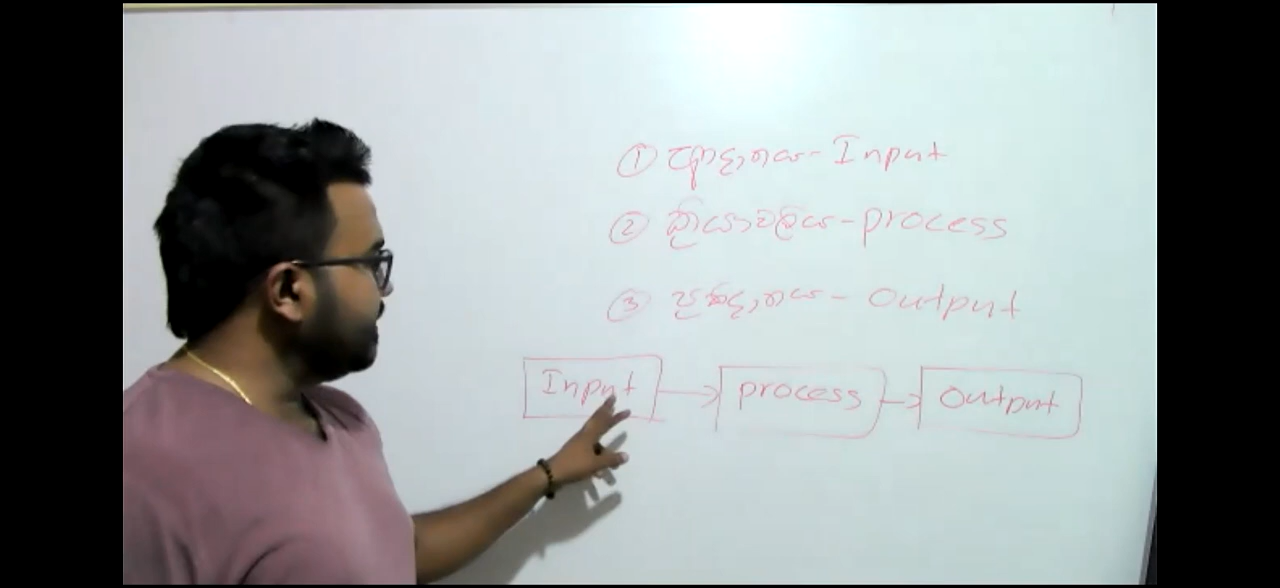 ① ආදානය - Input
② ක්‍රියාවලිය - process
③ ප්‍රතිදානය - Output
Input → process → Output